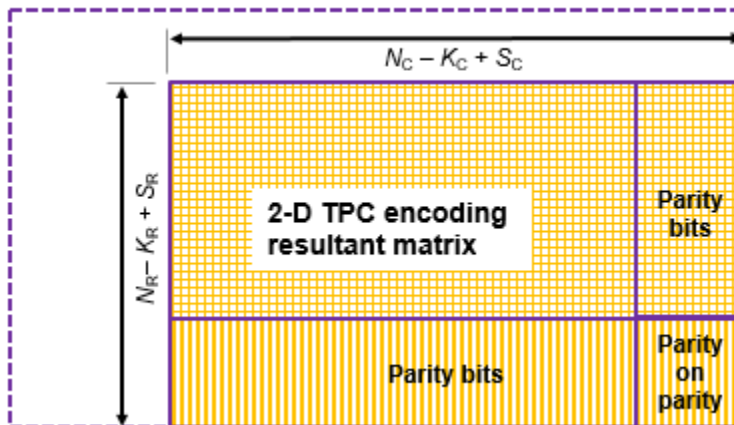 N_C – K_C + S_C
N_R– K_R + S_R
2-D TPC encoding
resultant matrix
Parity
bits
Parity bits
Parity
on
parity